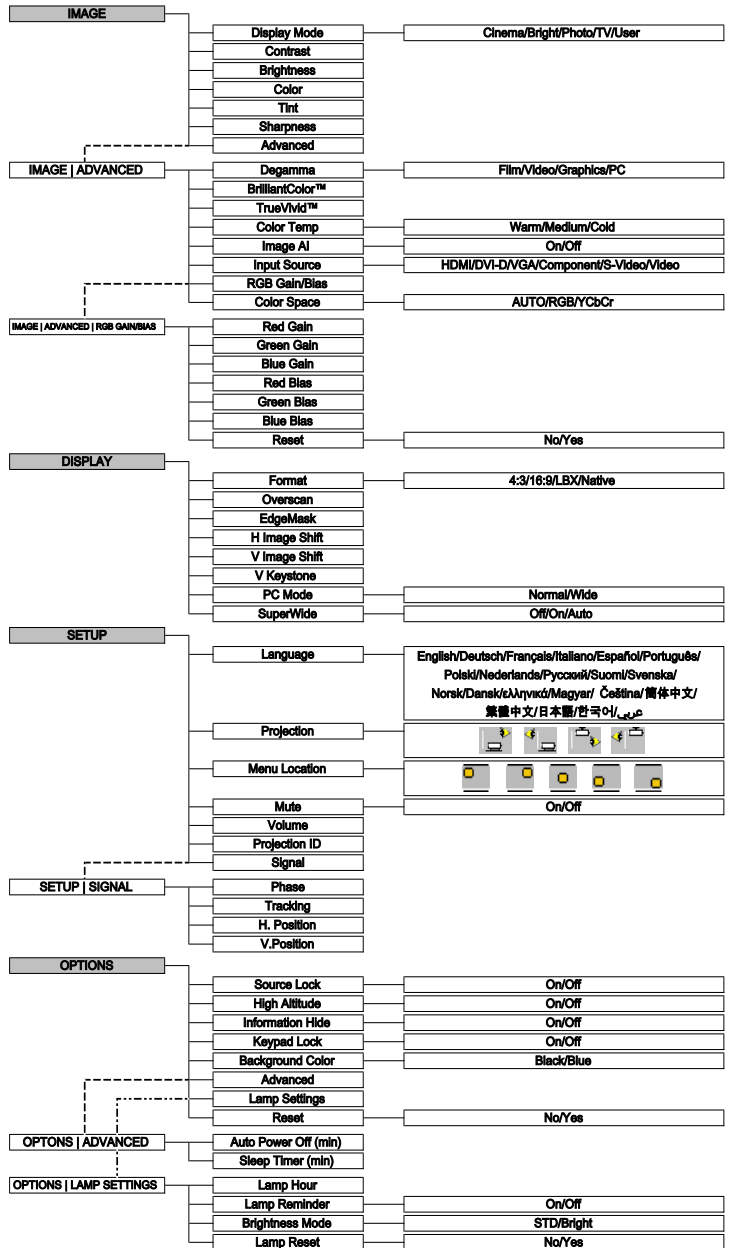 IMAGE
Display Mode Cinema/Bright/Photo/TV/User
Contrast
Brightness
Color
Tint
Sharpness
Advanced
IMAGE | ADVANCED Degamma Film/Video/Graphics/PC
BrilliantColor™
TrueVivid™
Color Temp Warm/Medium/Cold
Image AI On/Off
Input Source HDMI/DVI-D/VGA/Component/S-Video/Video
RGB Gain/Bias
Color Space AUTO/RGB/YCbCr
IMAGE | ADVANCED | RGB GAIN/BIAS Red Gain
Green Gain
Blue Gain
Red Bias
Green Bias
Blue Bias
Reset No/Yes
DISPLAY
Format 4:3/16:9/LBX/Native
Overscan
EdgeMask
H Image Shift
V Image Shift
V Keystone
PC Mode Normal/Wide
SuperWide Off/On/Auto
SETUP
Language English/Deutsch/Français/Italiano/Español/Português/
Polski/Nederlands/Русский/Suomi/Svenska/
Norsk/Dansk/ελληνικά/Magyar/ Čeština/简体中文/
繁體中文/日本語/한국어/عربي
Projection
Menu Location
Mute On/Off
Volume
Projection ID
Signal
SETUP | SIGNAL Phase
Tracking
H. Position
V.Position
OPTIONS
Source Lock On/Off
High Altitude On/Off
Information Hide On/Off
Keypad Lock On/Off
Background Color Black/Blue
Advanced
Lamp Settings
Reset No/Yes
OPTONS | ADVANCED Auto Power Off (min)
Sleep Timer (min)
OPTIONS | LAMP SETTINGS Lamp Hour
Lamp Reminder On/Off
Brightness Mode STD/Bright
Lamp Reset No/Yes